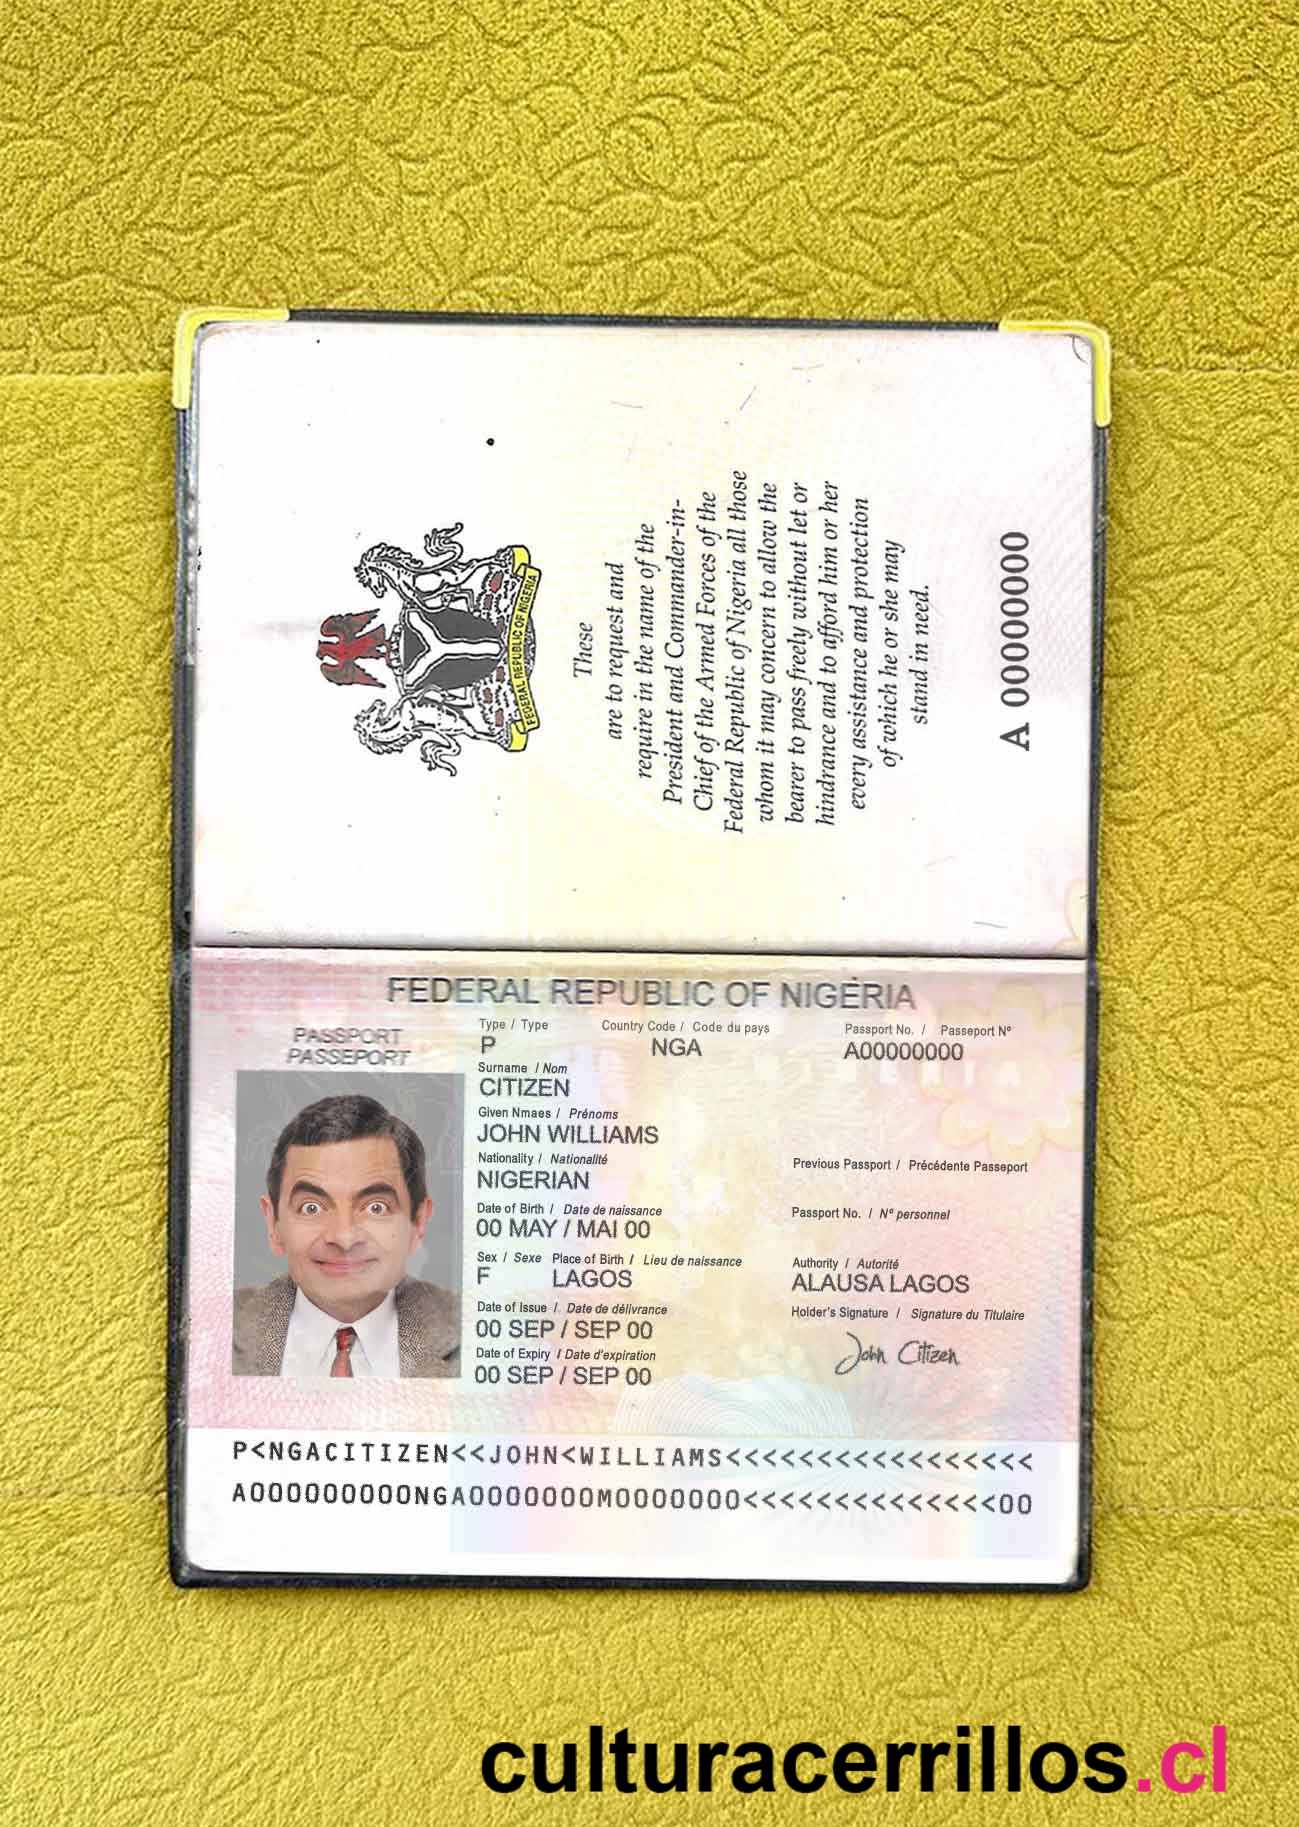 FEDERAL REPUBLIC OF NIGERIA
These
are to request and
require in the name of the
President and Commander-in-
Chief of the Armed Forces of the
Federal Republic of Nigeria all those
whom it may concern to allow the
bearer to pass freely without let or
hindrance and to afford him or her
every assistance and protection
of which he or she may
stand in need.
A 00000000
FEDERAL REPUBLIC OF NIGERIA
PASSPORT
PASSEPORT
Type / Type Country Code / Code du pays Passport No. / Passeport Nº
P NGA A00000000
Surname / Nom
CITIZEN
Given Nmaes / Prénoms
JOHN WILLIAMS
Nationality / Nationalité Previous Passport / Précédente Passeport
NIGERIAN
Date of Birth / Date de naissance Passport No. / Nº personnel
00 MAY / MAI 00
Sex / Sexe Place of Birth / Lieu de naissance Authority / Autorité
F LAGOS ALAUSA LAGOS
Date of Issue / Date de délivrance Holder's Signature / Signature du Titulaire
00 SEP / SEP 00 John Citizen
Date of Expiry / Date d'expiration
00 SEP / SEP 00
P<NGACITIZEN<<JOHN<WILLIAMS<<<<<<<<<<<<<<<<<
A000000000NGA0000000M0000000<<<<<<<<<<<<<<00
culturacerrillos.cl